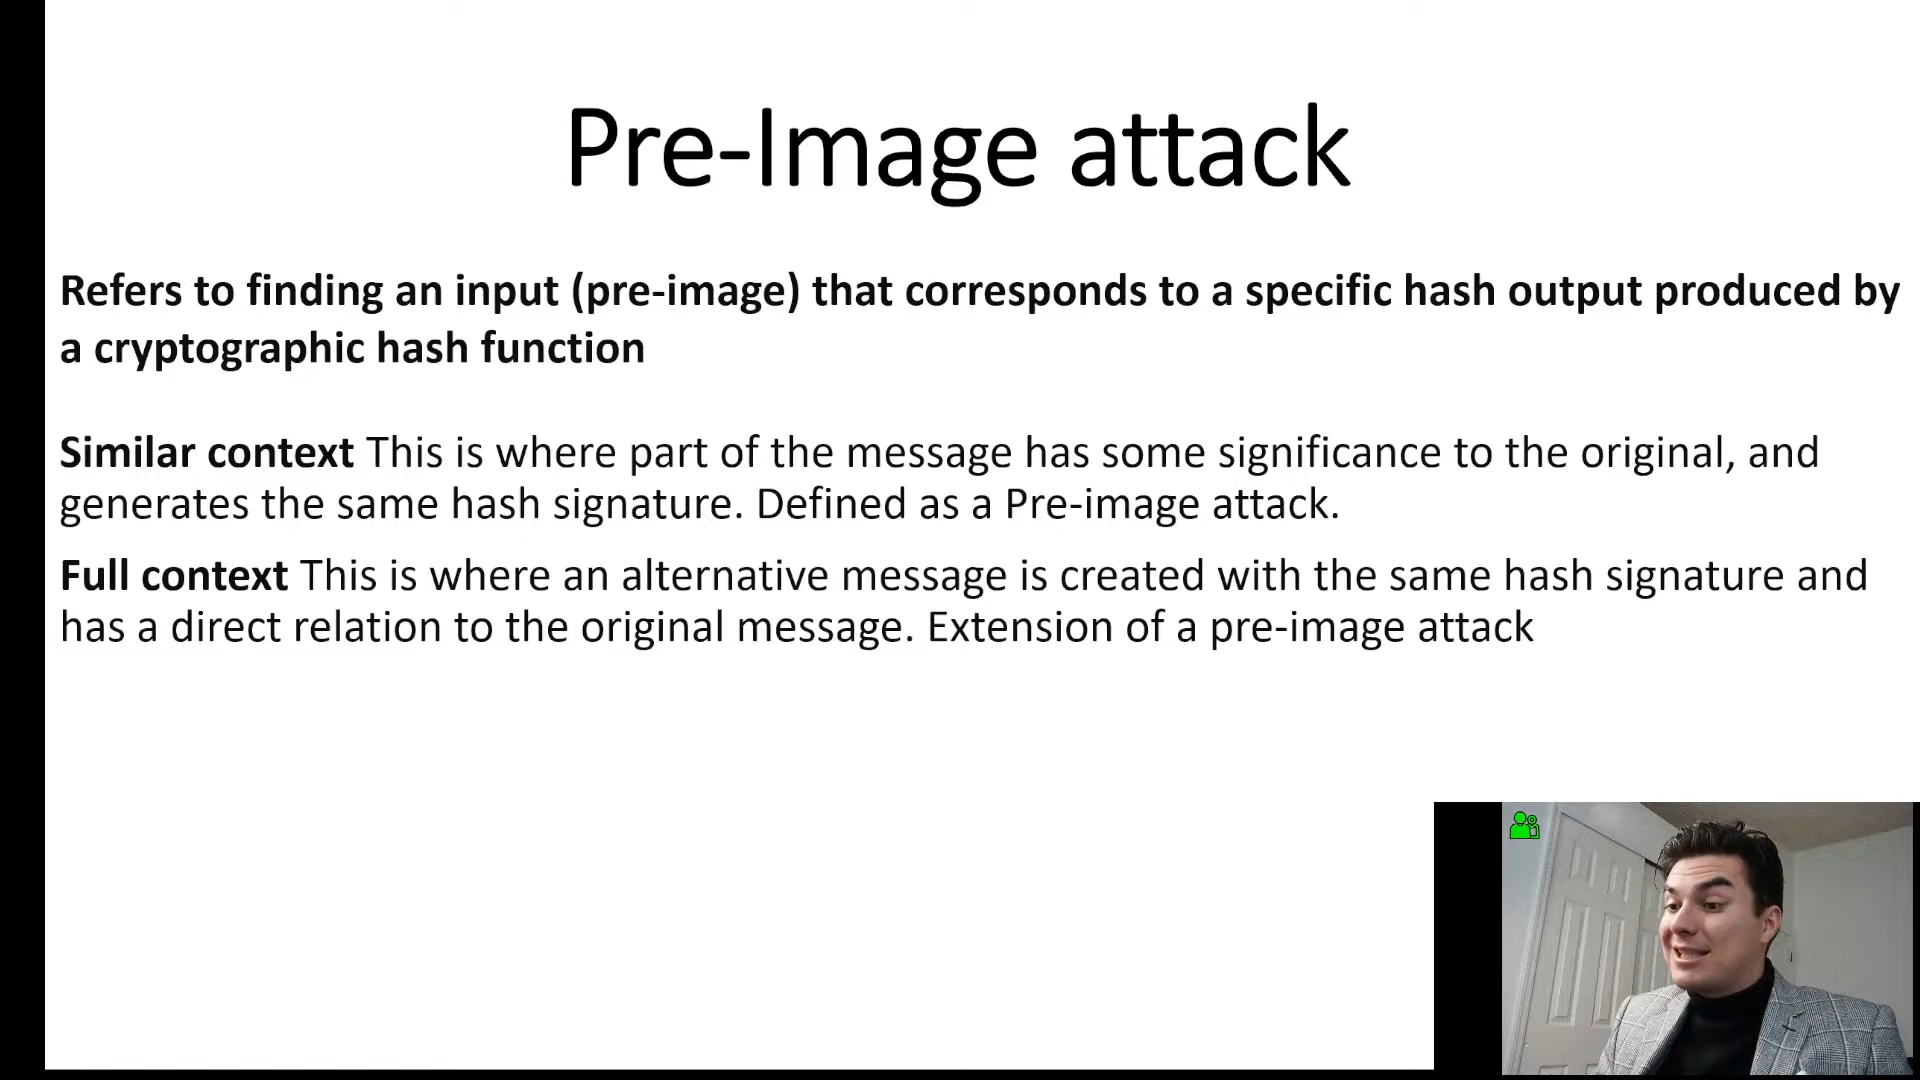 Pre-Image attack
Refers to finding an input (pre-image) that corresponds to a specific hash output produced by
a cryptographic hash function
Similar context This is where part of the message has some significance to the original, and
generates the same hash signature. Defined as a Pre-image attack.
Full context This is where an alternative message is created with the same hash signature and
has a direct relation to the original message. Extension of a pre-image attack